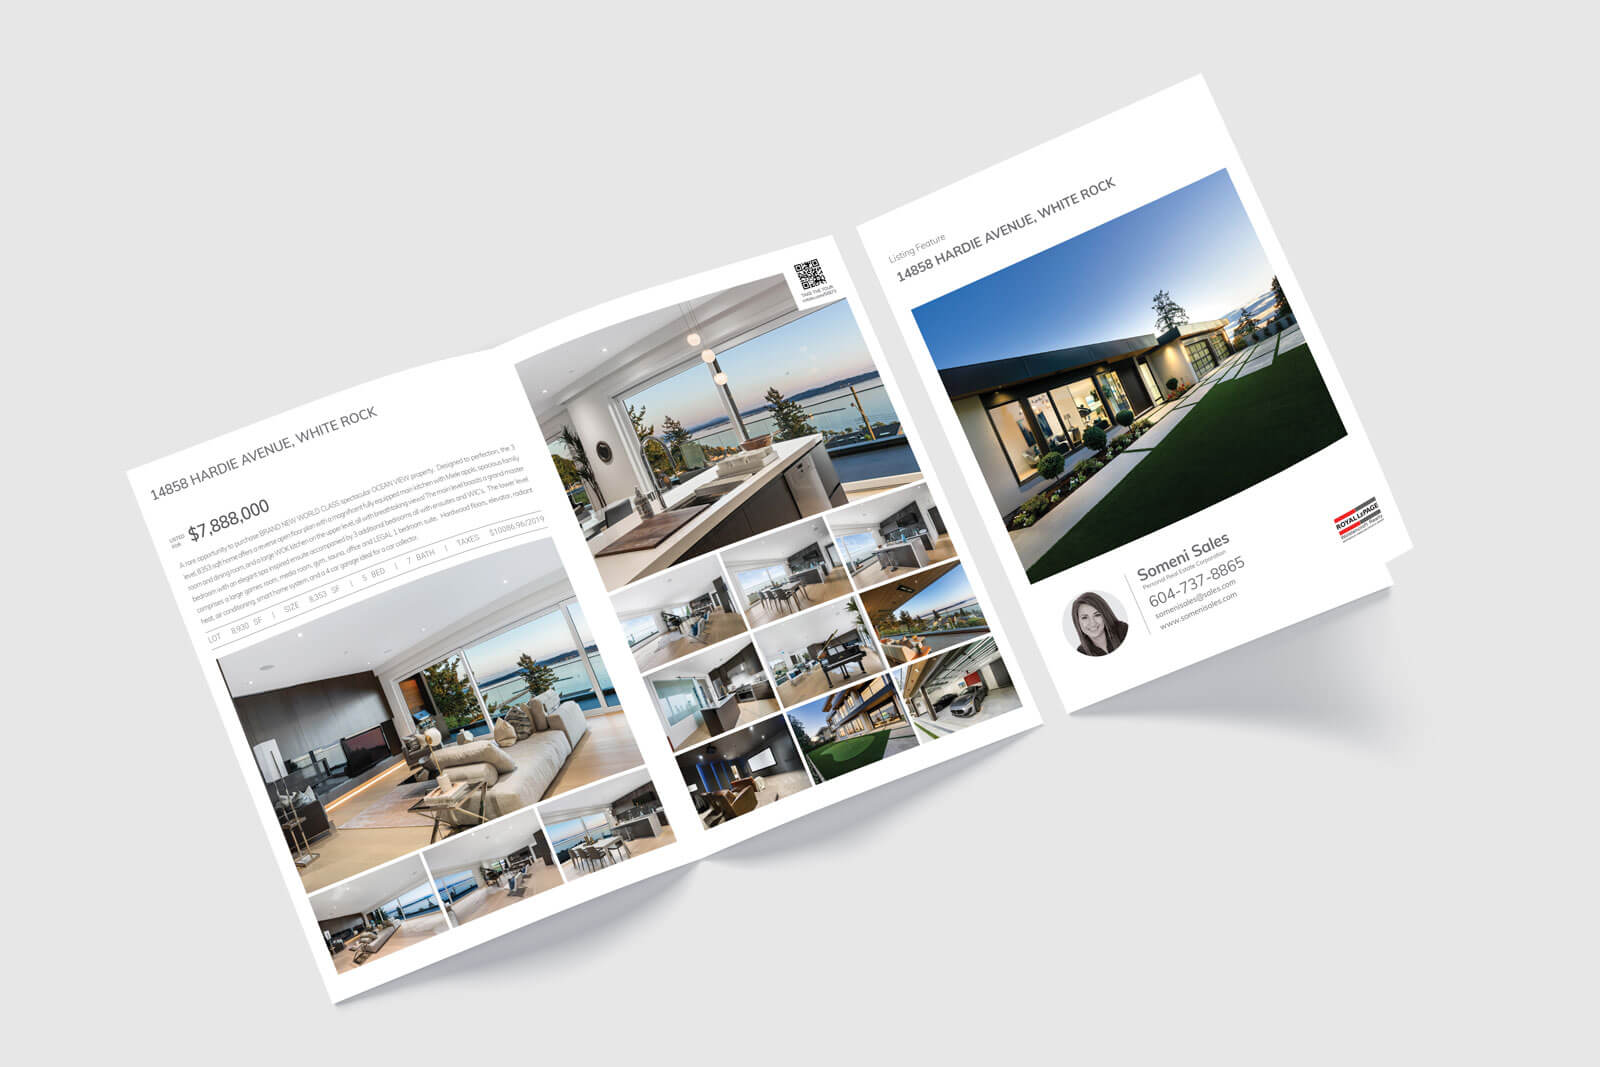 14858 HARDIE AVENUE, WHITE ROCK
LISTED
FOR
$7,888,000
A rare opportunity to purchase BRAND NEW WORLD CLASS spectacular OCEAN VIEW property. Designed to perfection, the 3
level, 8353 sqft home offers a reverse open floor plan with a magnificent fully equipped main kitchen with Miele applc, spacious family
room and dining room, and a large WOK kitchen on the upper level, all with breathtaking views! The main level boasts a grand master
bedroom with an elegant spa inspired ensuite accompanied by 3 additional bedrooms all with ensuites and WIC's. The lower level
comprises a large games room, media room, gym, sauna, office and LEGAL 1 bedroom suite. Hardwood floors, elevator, radiant
heat, air conditioning, smart home system, and a 4 car garage ideal for a car collector.
LOT 8,930 SF | SIZE 8,353 SF | 5 BED | 7 BATH | TAXES $10086.96/2019
TAKE THE TOUR
Listing Feature
14858 HARDIE AVENUE, WHITE ROCK
Someni Sales
Personal Real Estate Corporation
604-737-8865
somenisales@sales.com
www.somenisales.com
ROYAL LEPAGE